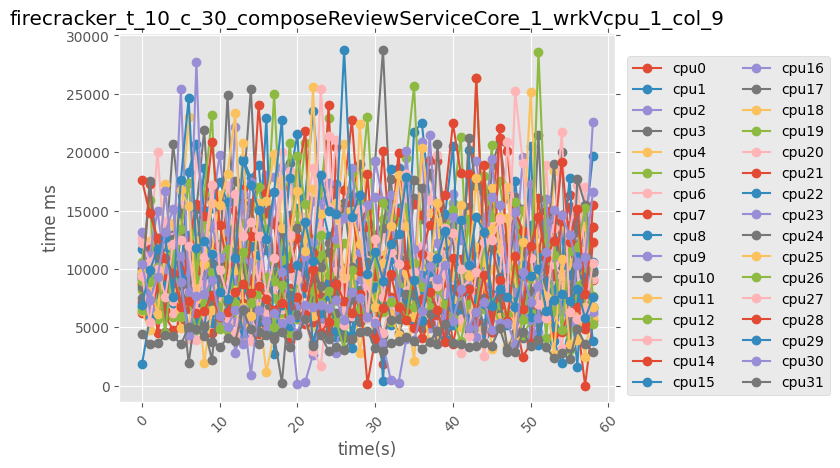 firecracker_t_10_c_30_composeReviewServiceCore_1_wrkVcpu_1_col_9
30000
25000
20000
15000
10000
5000
0
time ms
0
10
20
30
40
50
60
time(s)
cpu0
cpu1
cpu2
cpu3
cpu4
cpu5
cpu6
cpu7
cpu8
cpu9
cpu10
cpu11
cpu12
cpu13
cpu14
cpu15
cpu16
cpu17
cpu18
cpu19
cpu20
cpu21
cpu22
cpu23
cpu24
cpu25
cpu26
cpu27
cpu28
cpu29
cpu30
cpu31